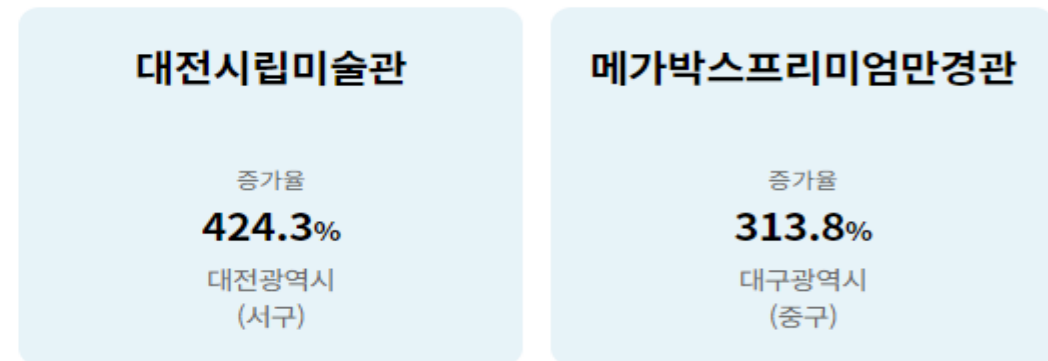 대전시립미술관
증가율
424.3%
대전광역시
(서구)
메가박스프리미엄만경관
증가율
313.8%
대구광역시
(중구)